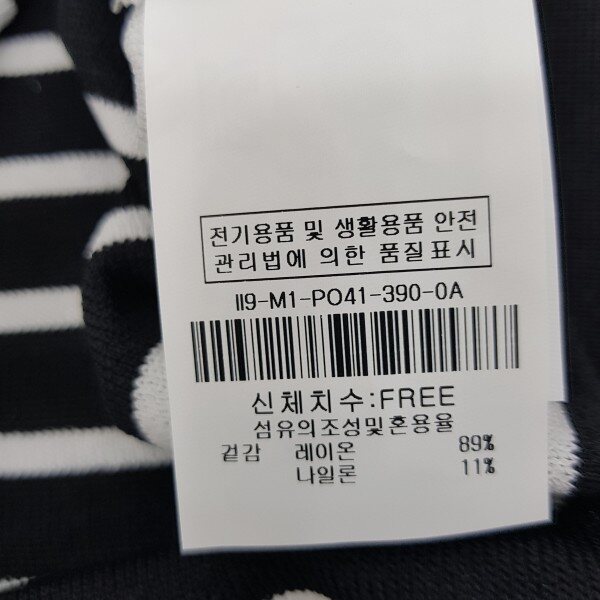 전기용품 및 생활용품 안전
관리법에 의한 품질표시
II9-M1-PO41-390-0A
신체치수:FREE
섬유의조성및혼용율
겉감 레이온 89%
나일론 11%